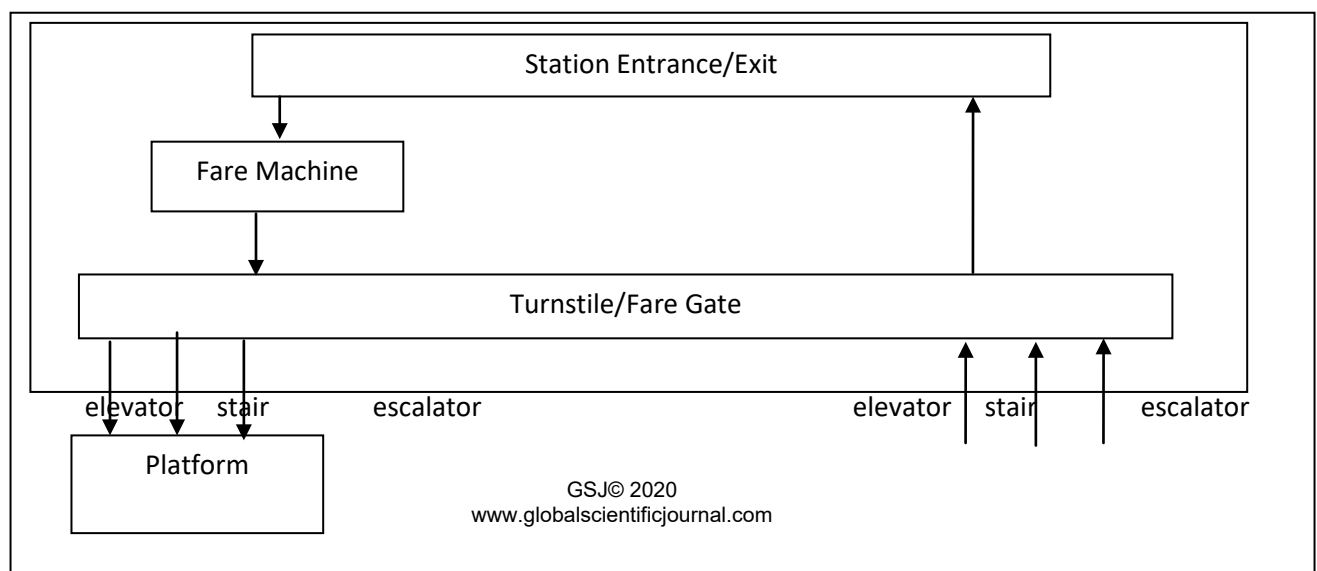 Station Entrance/Exit
Fare Machine
Turnstile/Fare Gate
elevator stair escalator elevator stair escalator
Platform
GSJ© 2020
www.globalscientificjournal.com